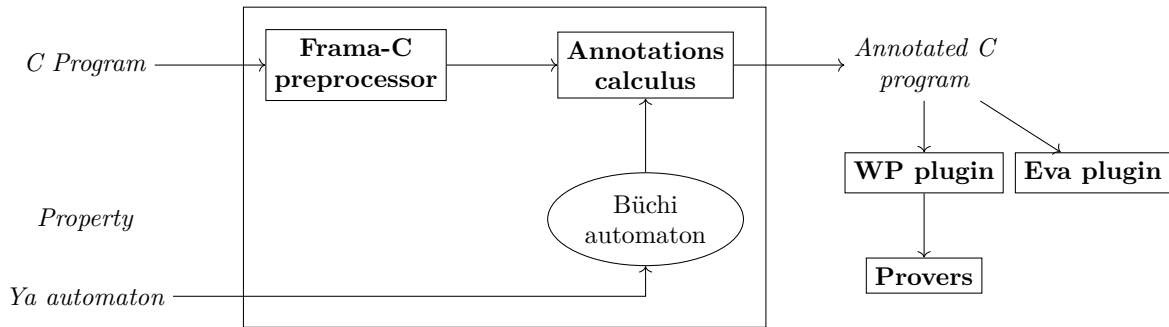 C Program
Frama-C
preprocessor
Annotations
calculus
Annotated C
program
WP plugin
Eva plugin
Property
Büchi
automaton
Provers
Ya automaton